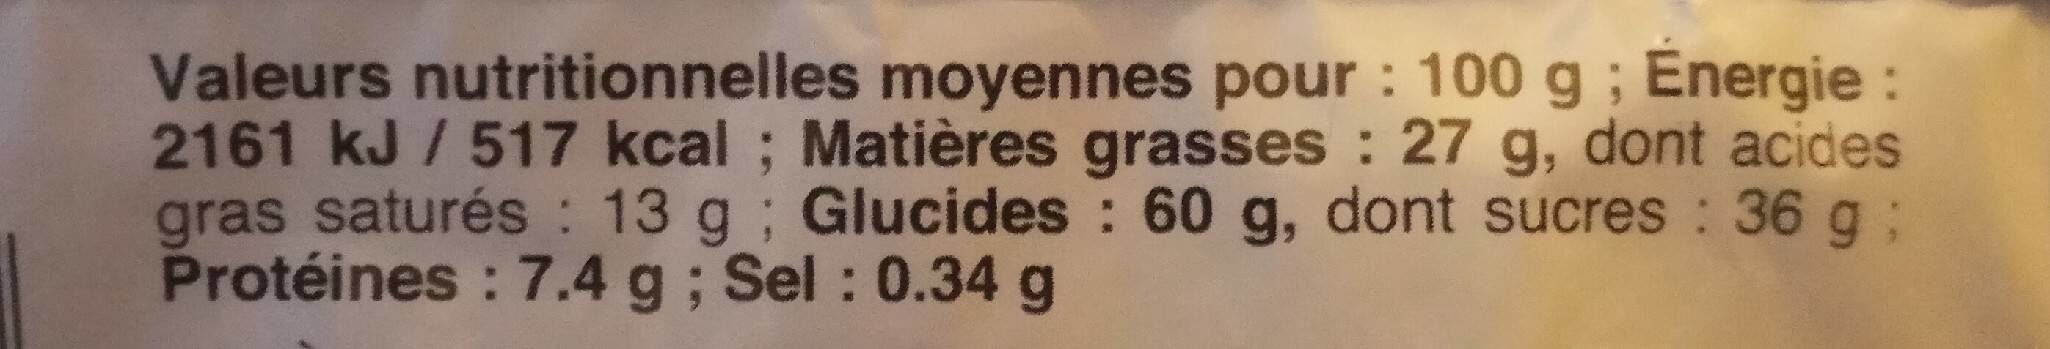 Valeurs nutritionnelles moyennes pour : 100 g ; Énergie :
2161 kJ / 517 kcal ; Matières grasses : 27 g, dont acides
gras saturés : 13 g ; Glucides : 60 g, dont sucres : 36 g ;
Protéines : 7.4 g ; Sel : 0.34 g